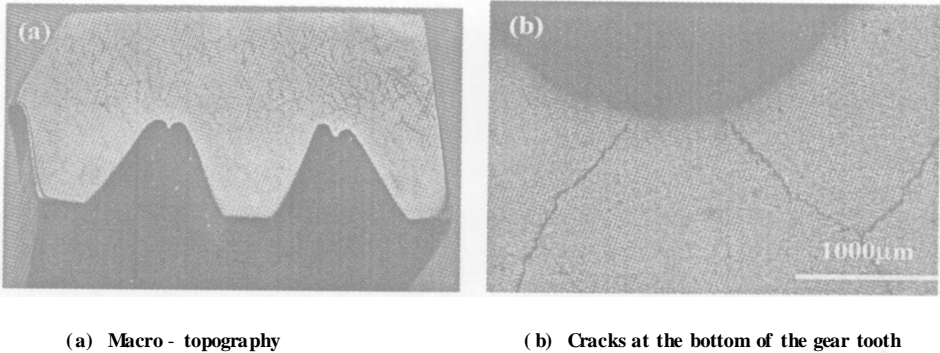 (a)
(b)
1000μm
(a) Macro - topography
(b) Cracks at the bottom of the gear tooth